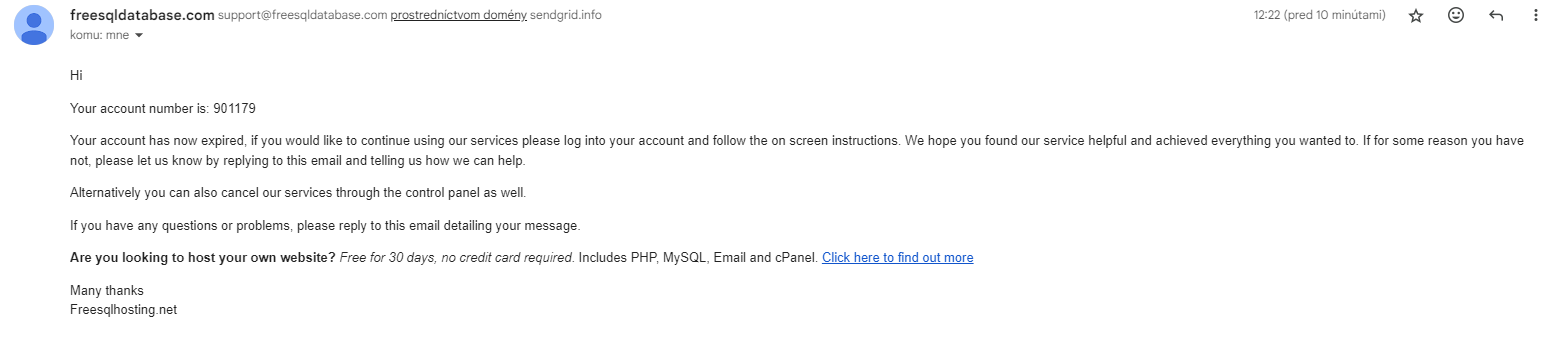 freesqldatabase.com support@freesqldatabase.com prostredníctvom domény sendgrid.info 12:22 (pred 10 minútami)
komu: mne
Hi
Your account number is: 901179
Your account has now expired, if you would like to continue using our services please log into your account and follow the on screen instructions. We hope you found our service helpful and achieved everything you wanted to. If for some reason you have
not, please let us know by replying to this email and telling us how we can help.
Alternatively you can also cancel our services through the control panel as well.
If you have any questions or problems, please reply to this email detailing your message.
Are you looking to host your own website? Free for 30 days, no credit card required. Includes PHP, MySQL, Email and cPanel. Click here to find out more
Many thanks
Freesqlhosting.net